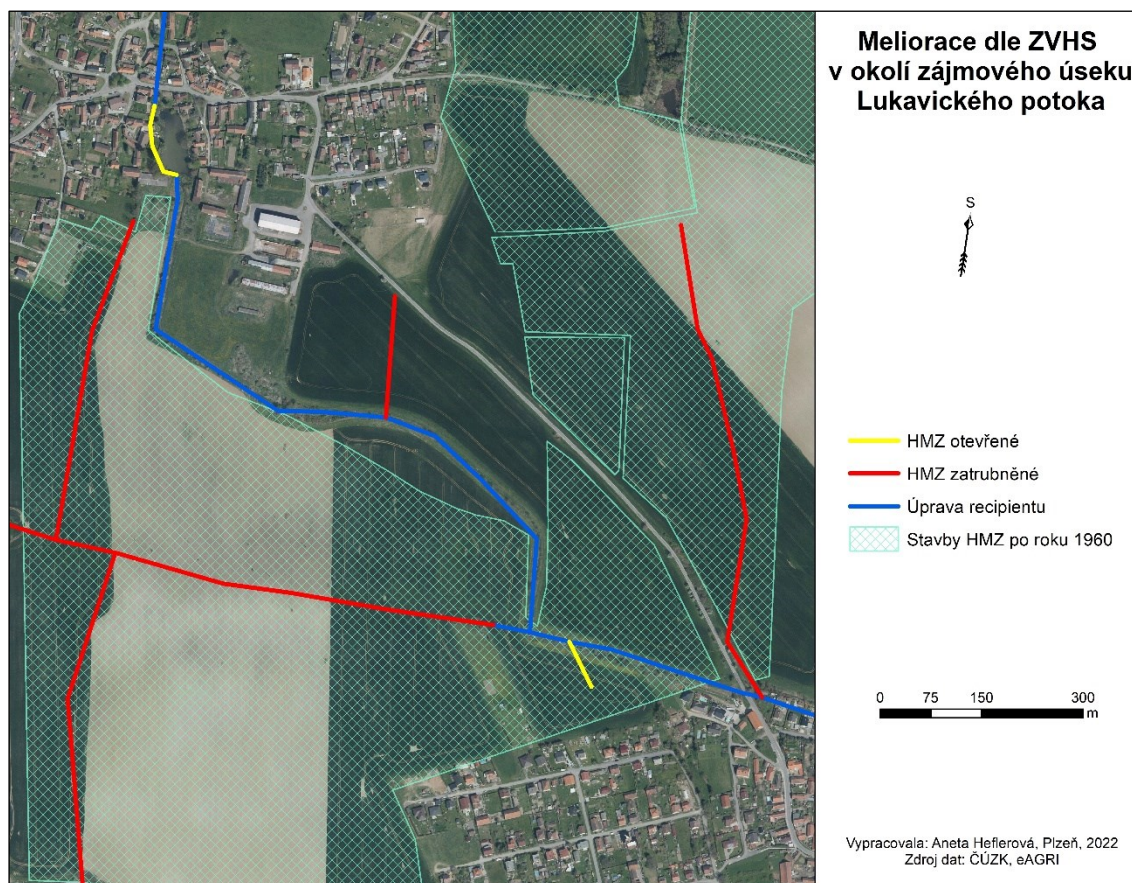 Meliorace dle ZVHS
v okolí zájmového úseku
Lukavického potoka
S
HMZ otevřené
HMZ zatrubněné
Úprava recipientu
Stavby HMZ po roku 1960
0 75 150 300
m
Vypracovala: Aneta Heflerová, Plzeň, 2022
Zdroj dat: ČÚZK, eAGRI